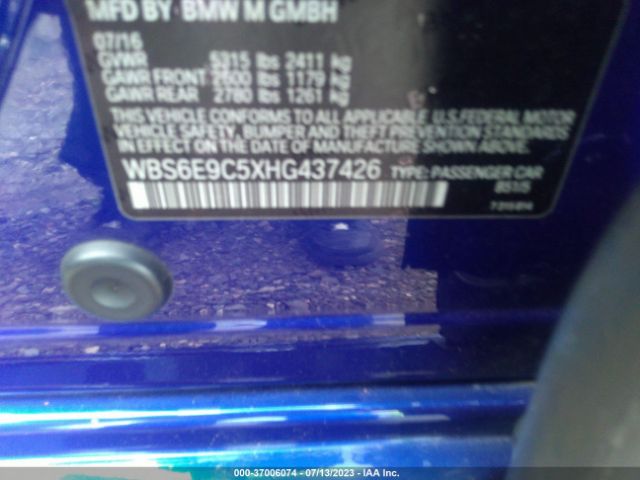 MFD BY BMW M GMBH
07/16
GVWR 5315 lbs 2411 kg
GAWR FRONT 2600 lbs 1179 kg
GAWR REAR 2780 lbs 1261 kg
THIS VEHICLE CONFORMS TO ALL APPLICABLE U.S. FEDERAL MOTOR
VEHICLE SAFETY, BUMPER AND THEFT PREVENTION STANDARDS
IN EFFECT ON THE DATE OF MANUFACTURE SHOWN ABOVE.
WBS6E9C5XHG437426 TYPE: PASSENGER CAR
000-37006074 - 07/13/2023 - IAA Inc.